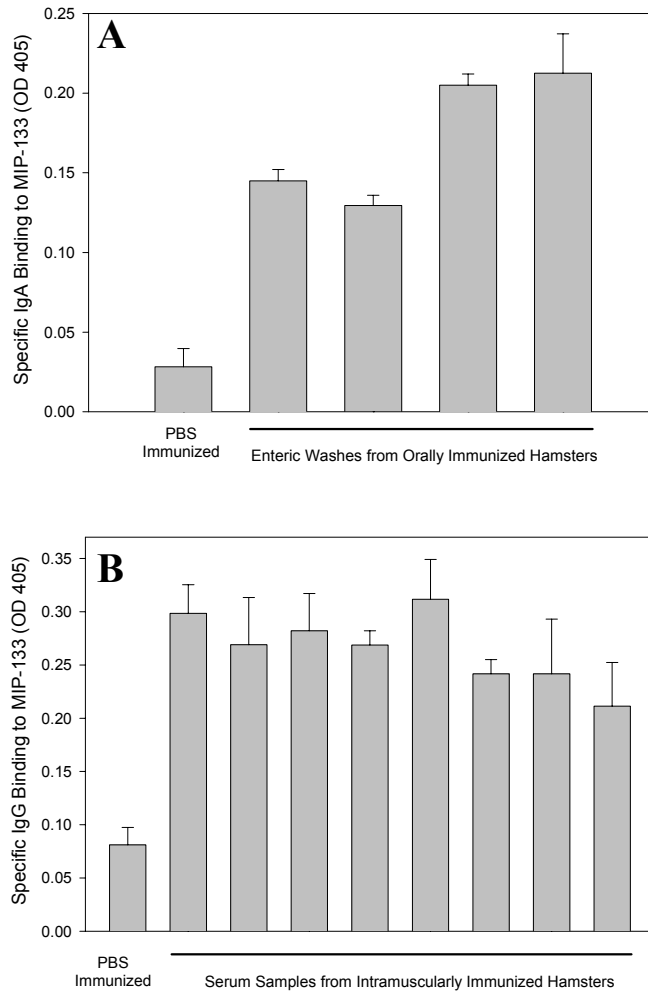 A
Specific IgA Binding to MIP-133 (OD 405)
0.25
0.20
0.15
0.10
0.05
0.00
PBS
Immunized
Enteric Washes from Orally Immunized Hamsters
B
Specific IgG Binding to MIP-133 (OD 405)
0.35
0.30
0.25
0.20
0.15
0.10
0.05
0.00
PBS
Immunized
Serum Samples from Intramuscularly Immunized Hamsters